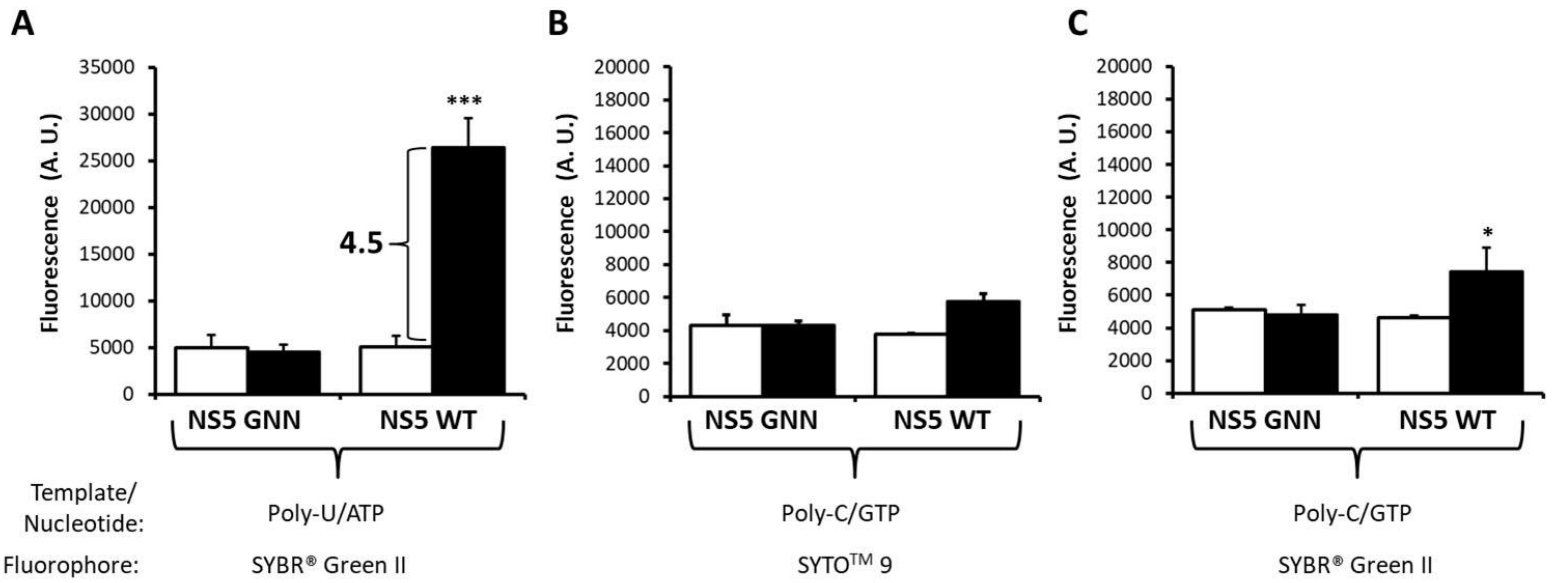 A
Fluorescence (A. U.)
35000
30000
25000
20000
15000
10000
5000
0
***
4.5
NS5 GNN
NS5 WT
B
Fluorescence (A. U.)
20000
18000
16000
14000
12000
10000
8000
6000
4000
2000
0
NS5 GNN
NS5 WT
C
Fluorescence (A. U.)
20000
18000
16000
14000
12000
10000
8000
6000
4000
2000
0
*
NS5 GNN
NS5 WT
Template/
Nucleotide:
Poly-U/ATP
Poly-C/GTP
Poly-C/GTP
Fluorophore:
SYBR® Green II
SYTO™ 9
SYBR® Green II